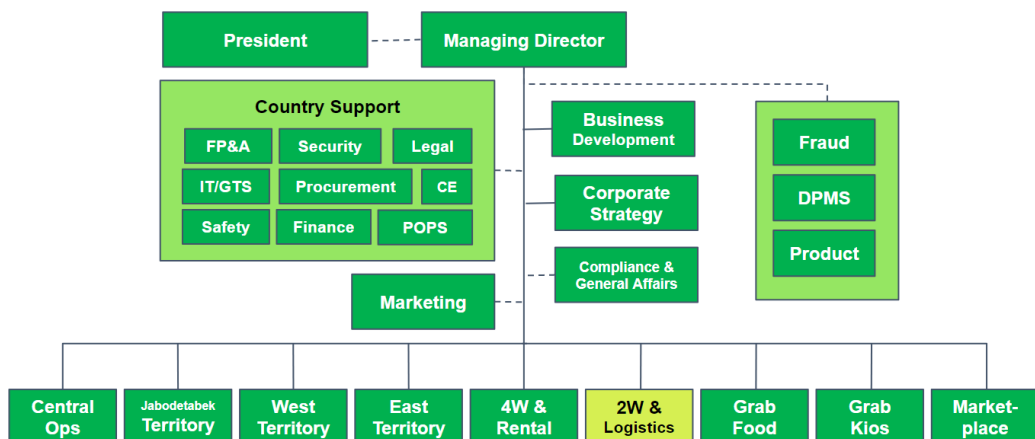 President
Managing Director
Country Support
FP&A
Security
Legal
IT/GTS
Procurement
CE
Safety
Finance
POPS
Business
Development
Corporate
Strategy
Compliance &
General Affairs
Fraud
DPMS
Product
Marketing
Central
Ops
Jabodetabek
Territory
West
Territory
East
Territory
4W &
Rental
2W &
Logistics
Grab
Food
Grab
Kios
Market-
place